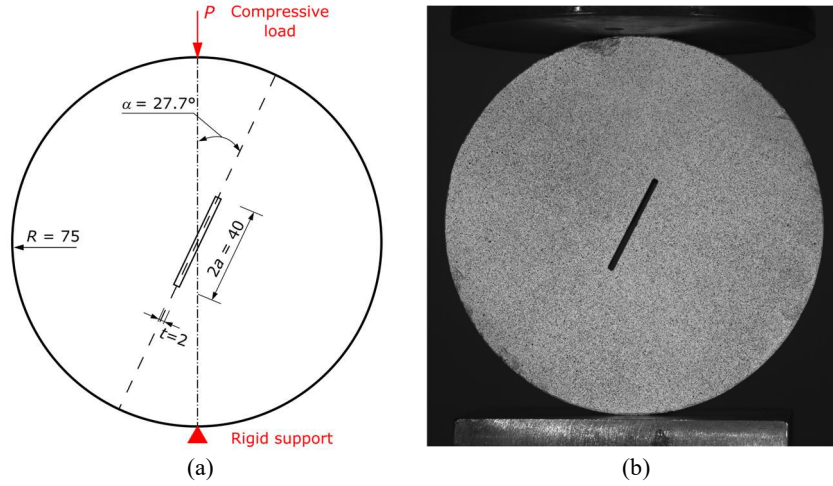 P Compressive
load
α = 27.7°
R = 75
2a = 40
t=2
Rigid support
(a) (b)